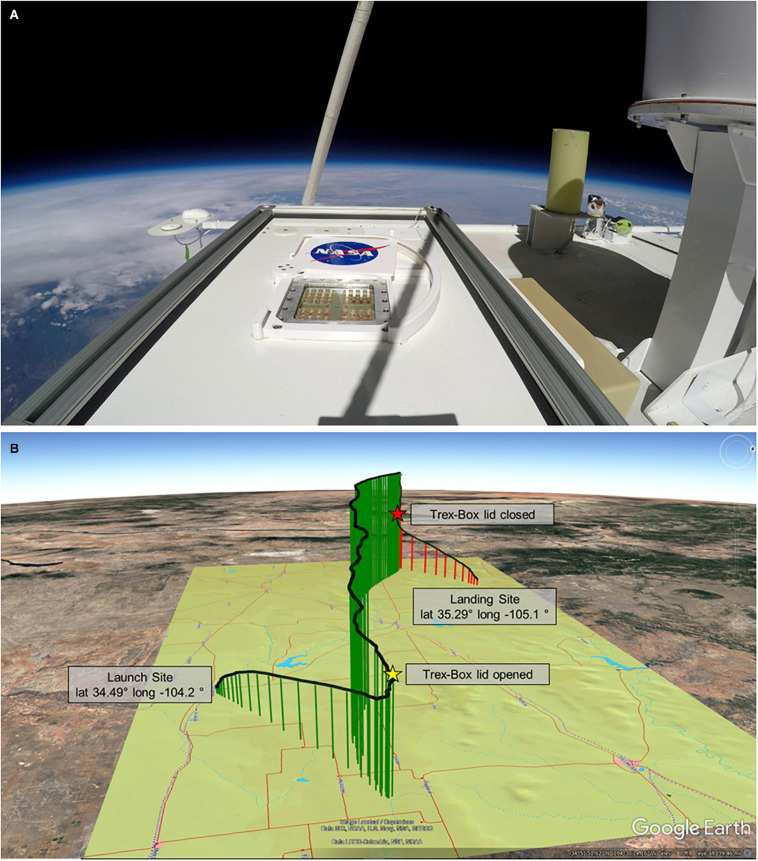 A
NASA
B
Trex-Box lid closed
Landing Site
lat 35.29° long -105.1 °
Launch Site
lat 34.49° long -104.2 °
Trex-Box lid opened
Google Earth